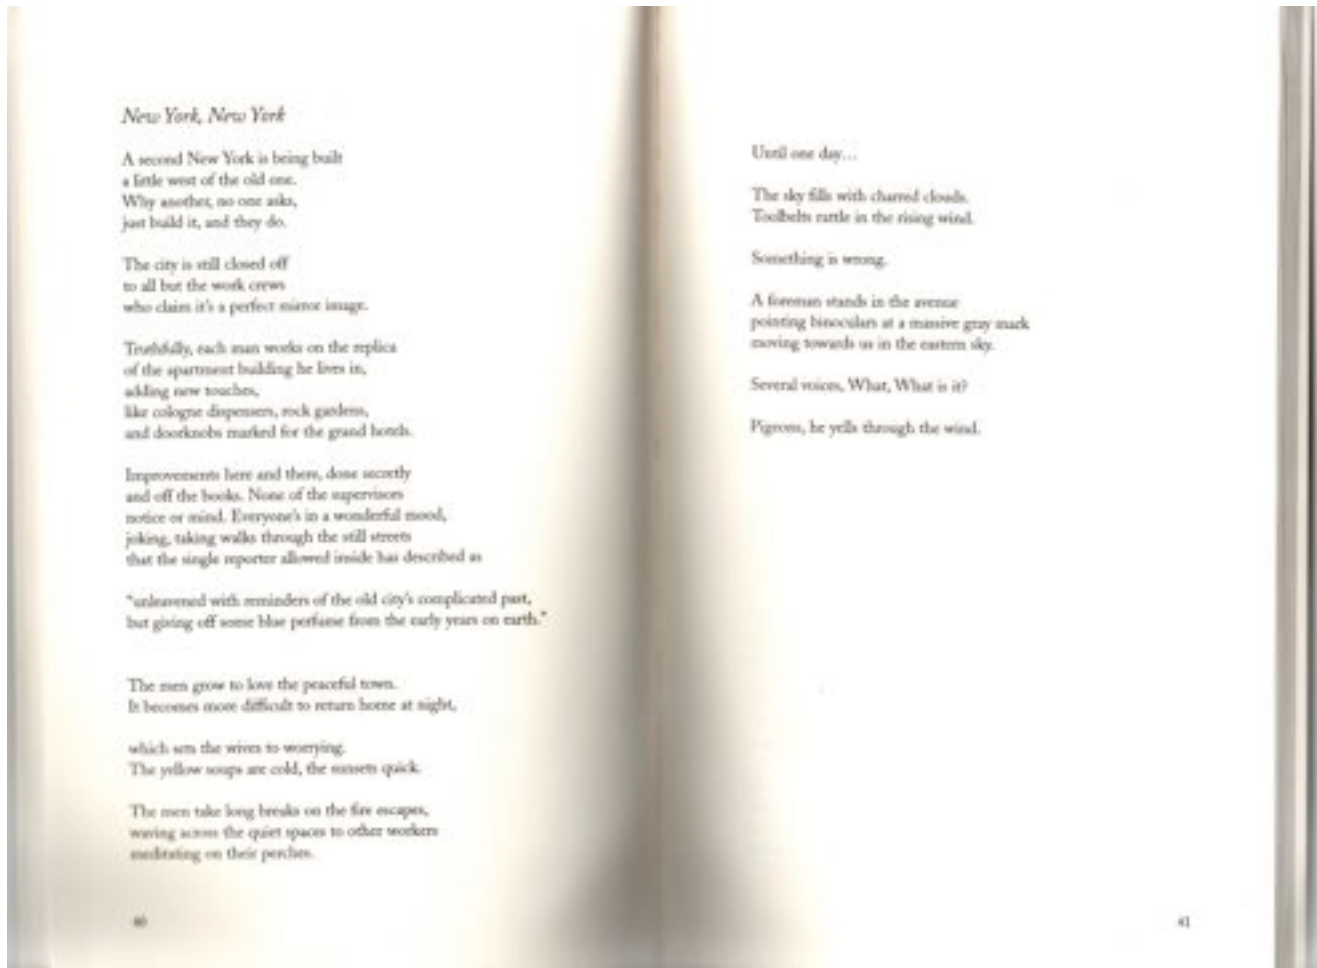 New York, New York
A second New York is being built
a little west of the old one.
Why another, no one asks,
just build it, and they do.
The city is still closed off
to all but the work crews
who claim it's a perfect mirror image.
Truthfully, each man works on the replica
of the apartment building he lives in,
adding new touches,
like cologne dispensers, rock gardens,
and doorknobs marked for the grand hotels.
Improvements here and there, done secretly
and off the books. None of the supervisors
notice or mind. Everyone's in a wonderful mood,
joking, taking walks through the still streets
that the single reporter allowed inside has described as
"unleavened with reminders of the old city's complicated past,
but giving off some blue perfume from the early years on earth."
The men grow to love the peaceful town.
It becomes more difficult to return home at night,
which sets the wives to worrying.
The yellow soups are cold, the sunsets quick.
The men take long breaks on the fire escapes,
waving across the quiet spaces to other workers
meditating on their perches.
40
Until one day...
The sky fills with charred clouds.
Toolbelts rattle in the rising wind.
Something is wrong.
A foreman stands in the avenue
pointing binoculars at a massive gray mark
moving towards us in the eastern sky.
Several voices, What, What is it?
Pigeons, he yells through the wind.
41